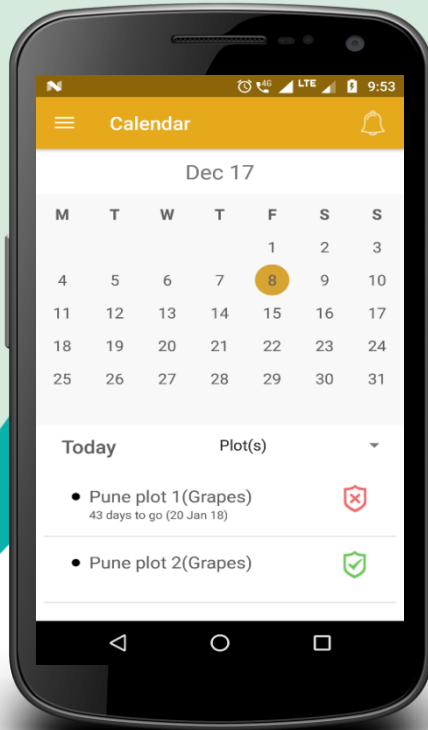 N 4G LTE 9:53
Calendar
Dec 17
M T W T F S S
1 2 3
4 5 6 7 8 9 10
11 12 13 14 15 16 17
18 19 20 21 22 23 24
25 26 27 28 29 30 31
Today Plot(s)
Pune plot 1(Grapes)
43 days to go (20 Jan 18)
Pune plot 2(Grapes)